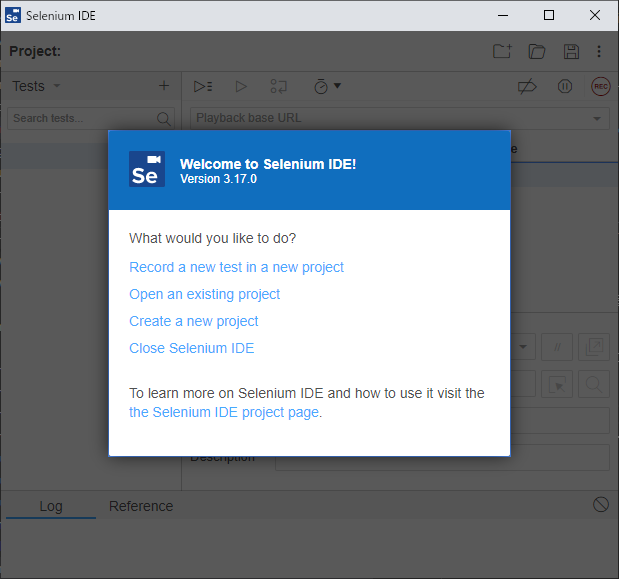 Selenium IDE
Project:
Tests
REC
Search tests...
Playback base URL
Se
Welcome to Selenium IDE!
Version 3.17.0
What would you like to do?
Record a new test in a new project
Open an existing project
Create a new project
Close Selenium IDE
//
To learn more on Selenium IDE and how to use it visit the
the Selenium IDE project page.
Description
Log
Reference